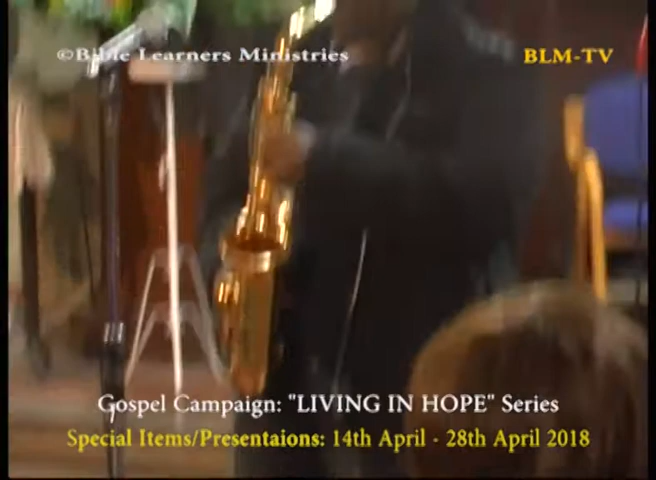 ©Bible Learners Ministries
BLM-TV
Gospel Campaign: "LIVING IN HOPE" Series
Special Items/Presentaions: 14th April - 28th April 2018